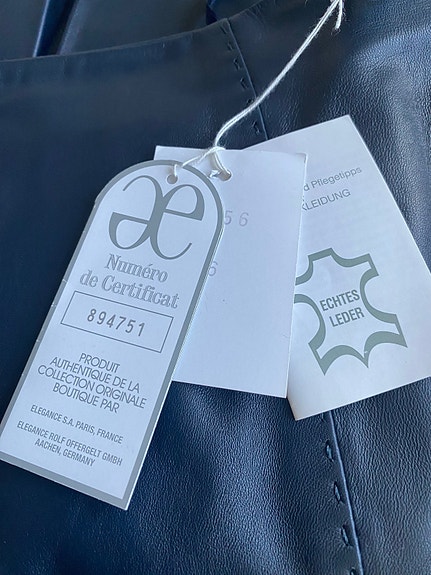 æ
Numéro
de Certificat
894751
PRODUIT
AUTHENTIQUE DE LA
COLLECTION ORIGINALE
BOUTIQUE PAR
ELEGANCE S.A. PARIS, FRANCE
ELEGANCE ROLF OFFERGELT GMBH
AACHEN, GERMANY
56
6
Pflegetipps
KLEIDUNG
ECHTES
LEDER